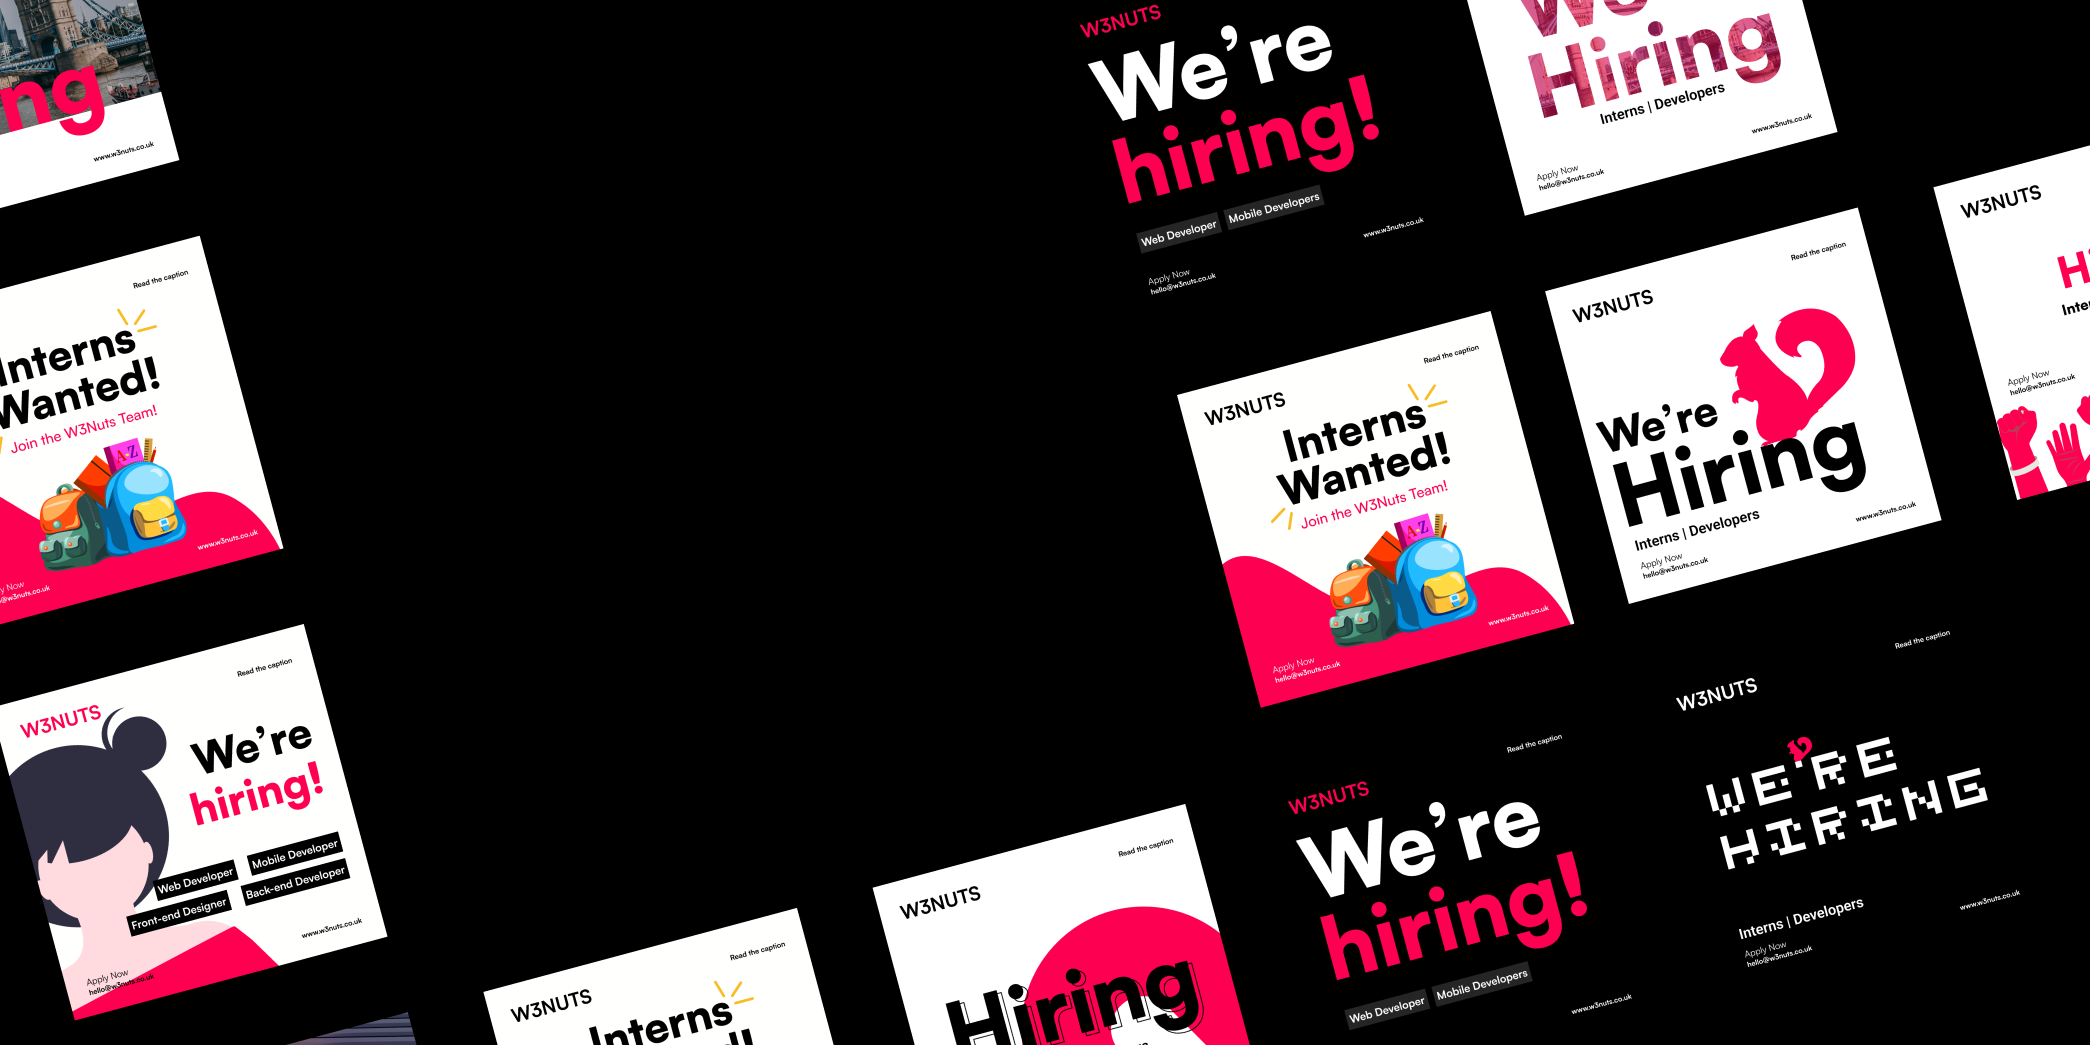 ng
www.w3nuts.co.uk
Read the caption
Interns
Wanted!
Join the W3Nuts Team!
www.w3nuts.co.uk
Read the caption
W3NUTS
We're
hiring!
Web Developer
Mobile Developer
Front-end Designer
Back-end Developer
www.w3nuts.co.uk
Apply Now
hello@w3nuts.co.uk
Read the caption
W3NUTS
Interns
Read the caption
W3NUTS
Hiring
W3NUTS
We're
hiring!
Web Developer
Mobile Developers
www.w3nuts.co.uk
Apply Now
hello@w3nuts.co.uk
Hiring
Interns | Developers
www.w3nuts.co.uk
Apply Now
hello@w3nuts.co.uk
Read the caption
W3NUTS
Interns
Wanted!
Join the W3Nuts Team!
www.w3nuts.co.uk
Apply Now
hello@w3nuts.co.uk
Read the caption
W3NUTS
We're
Hiring
Interns | Developers
www.w3nuts.co.uk
Apply Now
hello@w3nuts.co.uk
W3NUTS
Apply Now
hello@w3nuts.co.uk
Read the caption
W3NUTS
We're
hiring!
Web Developer
Mobile Developers
www.w3nuts.co.uk
Read the caption
W3NUTS
WE'RE
HIRING
Interns | Developers
www.w3nuts.co.uk
Apply Now
hello@w3nuts.co.uk